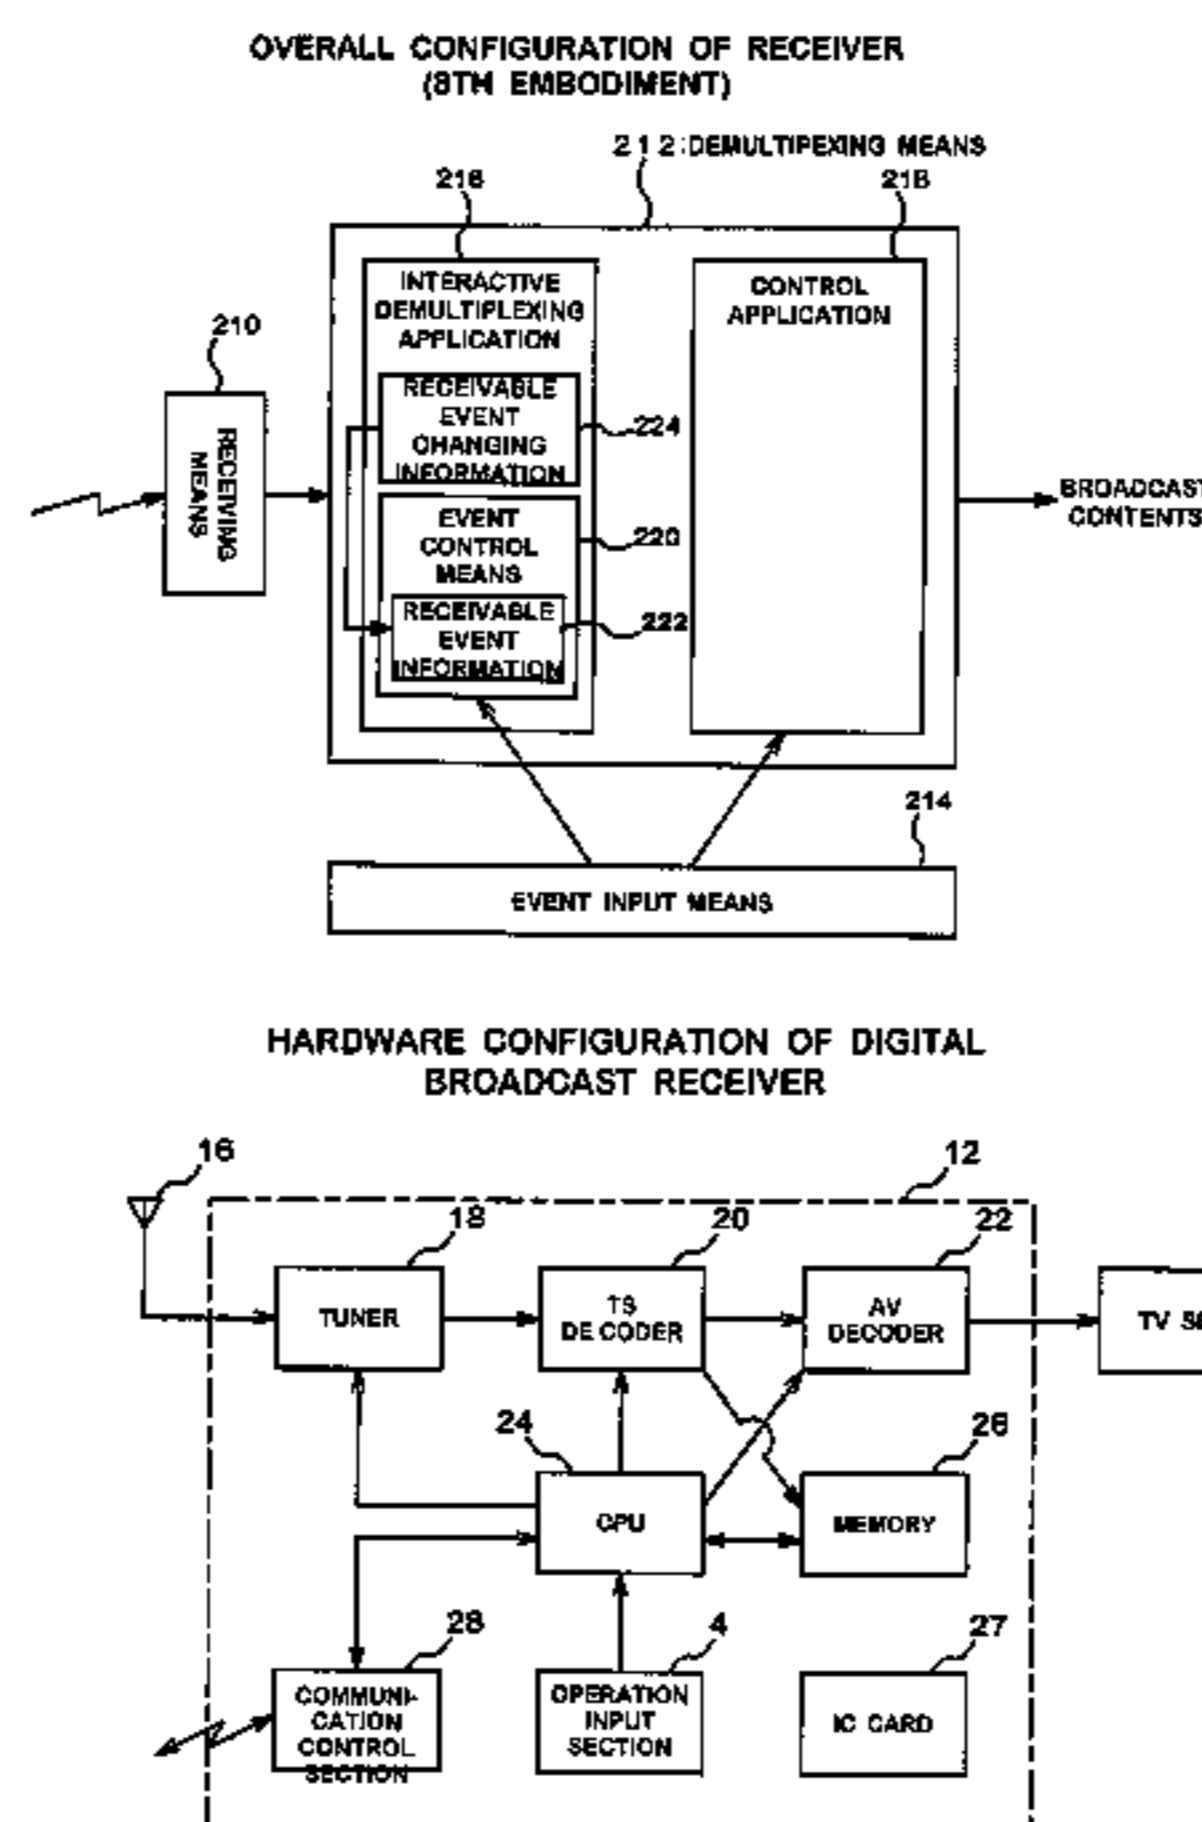 OVERALL CONFIGURATION OF RECEIVER
(8TH EMBODIMENT)
212:DEMULTIPEXING MEANS
216
218
INTERACTIVE
DEMULTIPLEXING
APPLICATION
CONTROL
APPLICATION
210
RECEIVING
MEANS
RECEIVABLE
EVENT
CHANGING
INFORMATION
224
EVENT
CONTROL
MEANS
220
RECEIVABLE
EVENT
INFORMATION
222
BROADCAST
CONTENTS
214
EVENT INPUT MEANS
HARDWARE CONFIGURATION OF DIGITAL
BROADCAST RECEIVER
16
12
18
20
22
TUNER
TS
DECODER
AV
DECODER
TV
24
26
CPU
MEMORY
28
4
27
COMMUNI-
CATION
CONTROL
SECTION
OPERATION
INPUT
SECTION
IC CARD